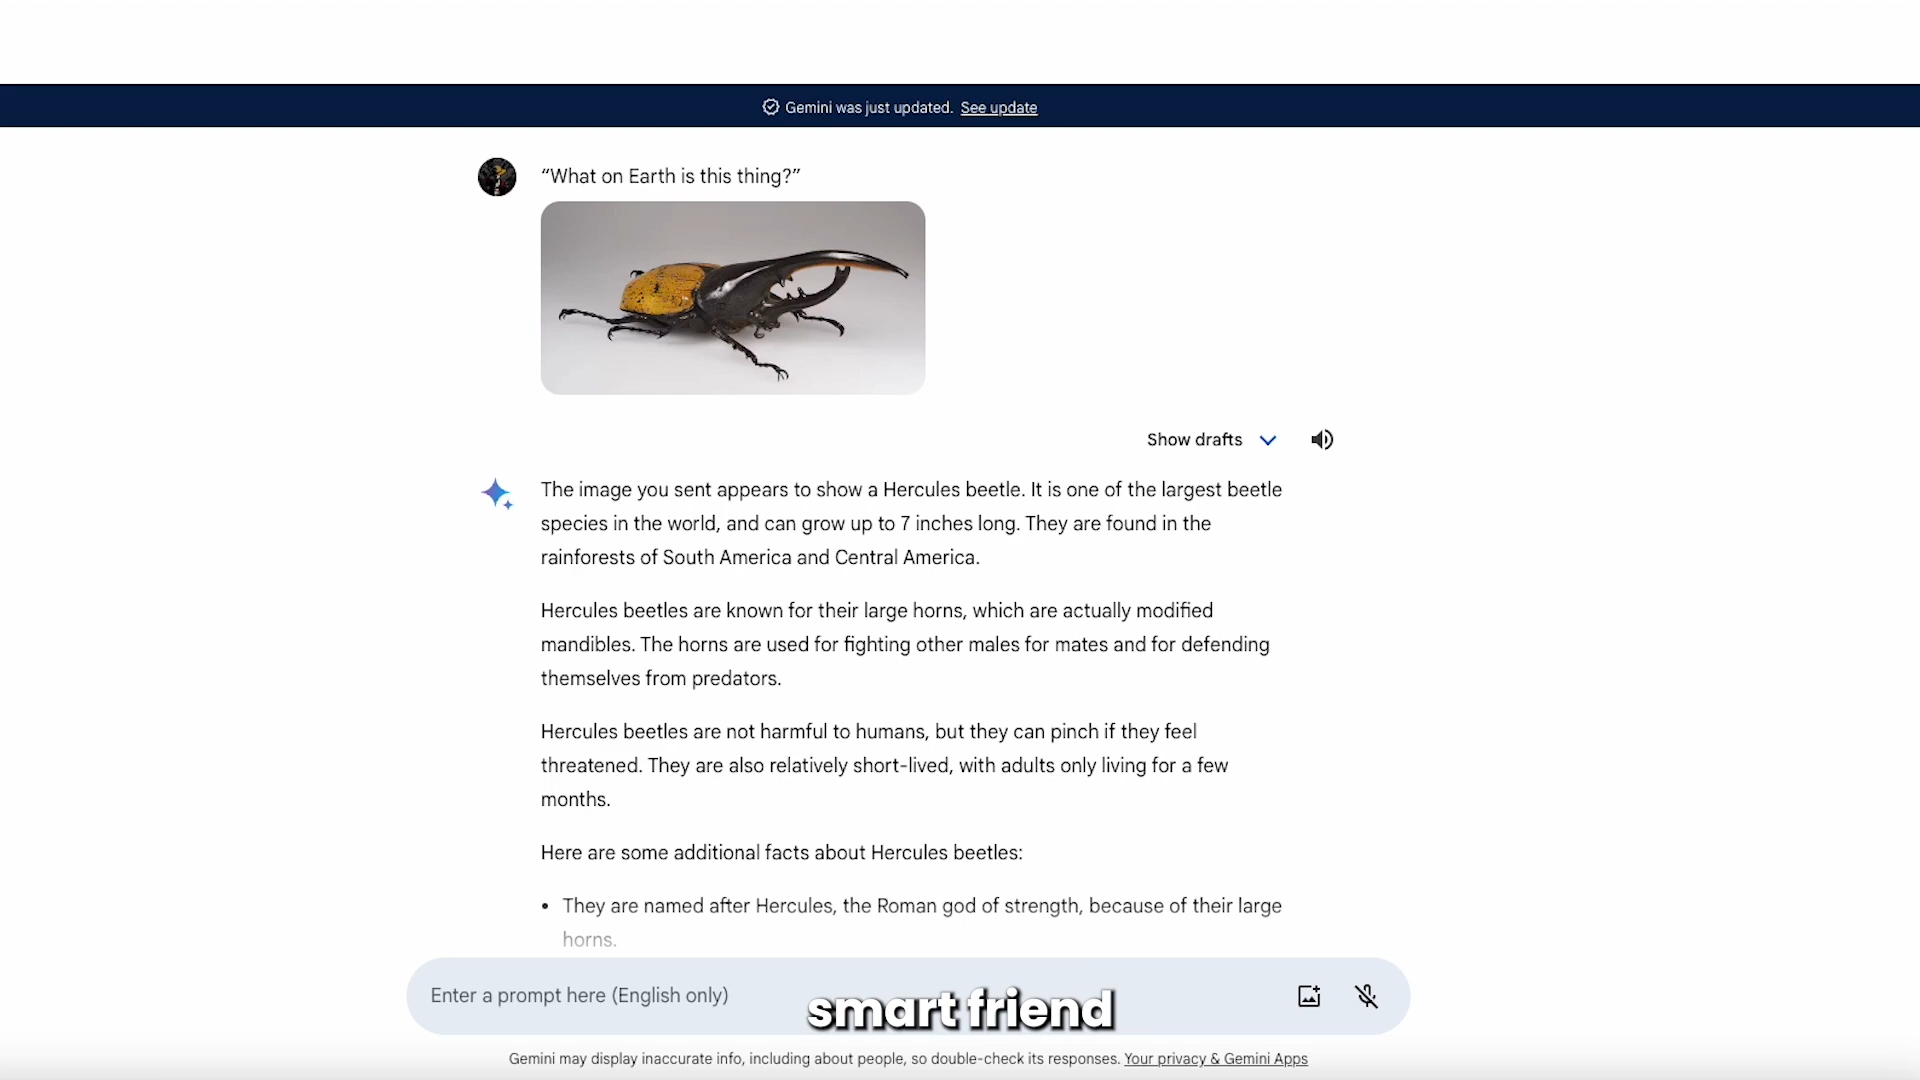 Gemini was just updated. See update
“What on Earth is this thing?”
Show drafts
The image you sent appears to show a Hercules beetle. It is one of the largest beetle
species in the world, and can grow up to 7 inches long. They are found in the
rainforests of South America and Central America.
Hercules beetles are known for their large horns, which are actually modified
mandibles. The horns are used for fighting other males for mates and for defending
themselves from predators.
Hercules beetles are not harmful to humans, but they can pinch if they feel
threatened. They are also relatively short-lived, with adults only living for a few
months.
Here are some additional facts about Hercules beetles:
• They are named after Hercules, the Roman god of strength, because of their large
horns.
Enter a prompt here (English only)
smart friend
Gemini may display inaccurate info, including about people, so double-check its responses. Your privacy & Gemini Apps